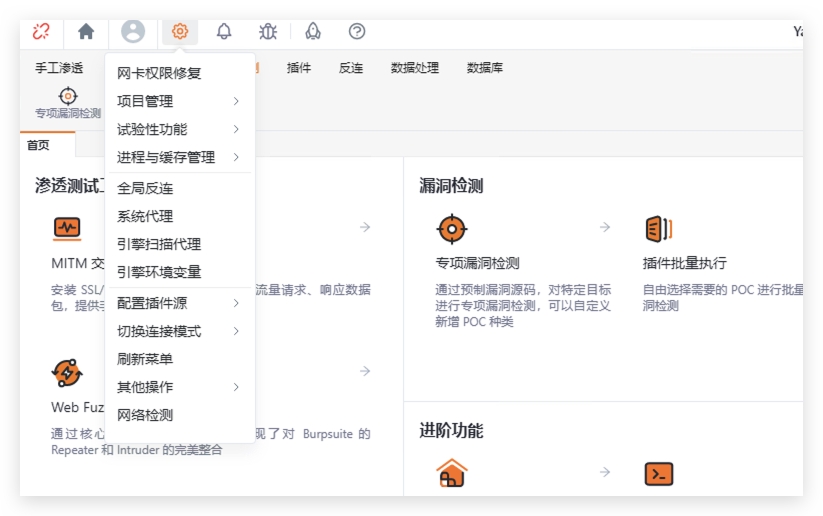 Ya
手工渗透
测
插件
反连
数据处理
数据库
专项漏洞检测
首页
网卡权限修复
项目管理
试验性功能
进程与缓存管理
全局反连
系统代理
引擎扫描代理
引擎环境变量
配置插件源
切换连接模式
刷新菜单
其他操作
网络检测
渗透测试工
MITM 交
安装 SSL/
流量请求、响应数据
包，提供手
Web Fuz
通过核心
现了对 Burpsuite 的
Repeater 和 Intruder 的完美整合
漏洞检测
专项漏洞检测
通过预制漏洞源码，对特定目标
进行专项漏洞检测，可以自定义
新增 POC 种类
插件批量执行
自由选择需要的 POC 进行批量
洞检测
进阶功能